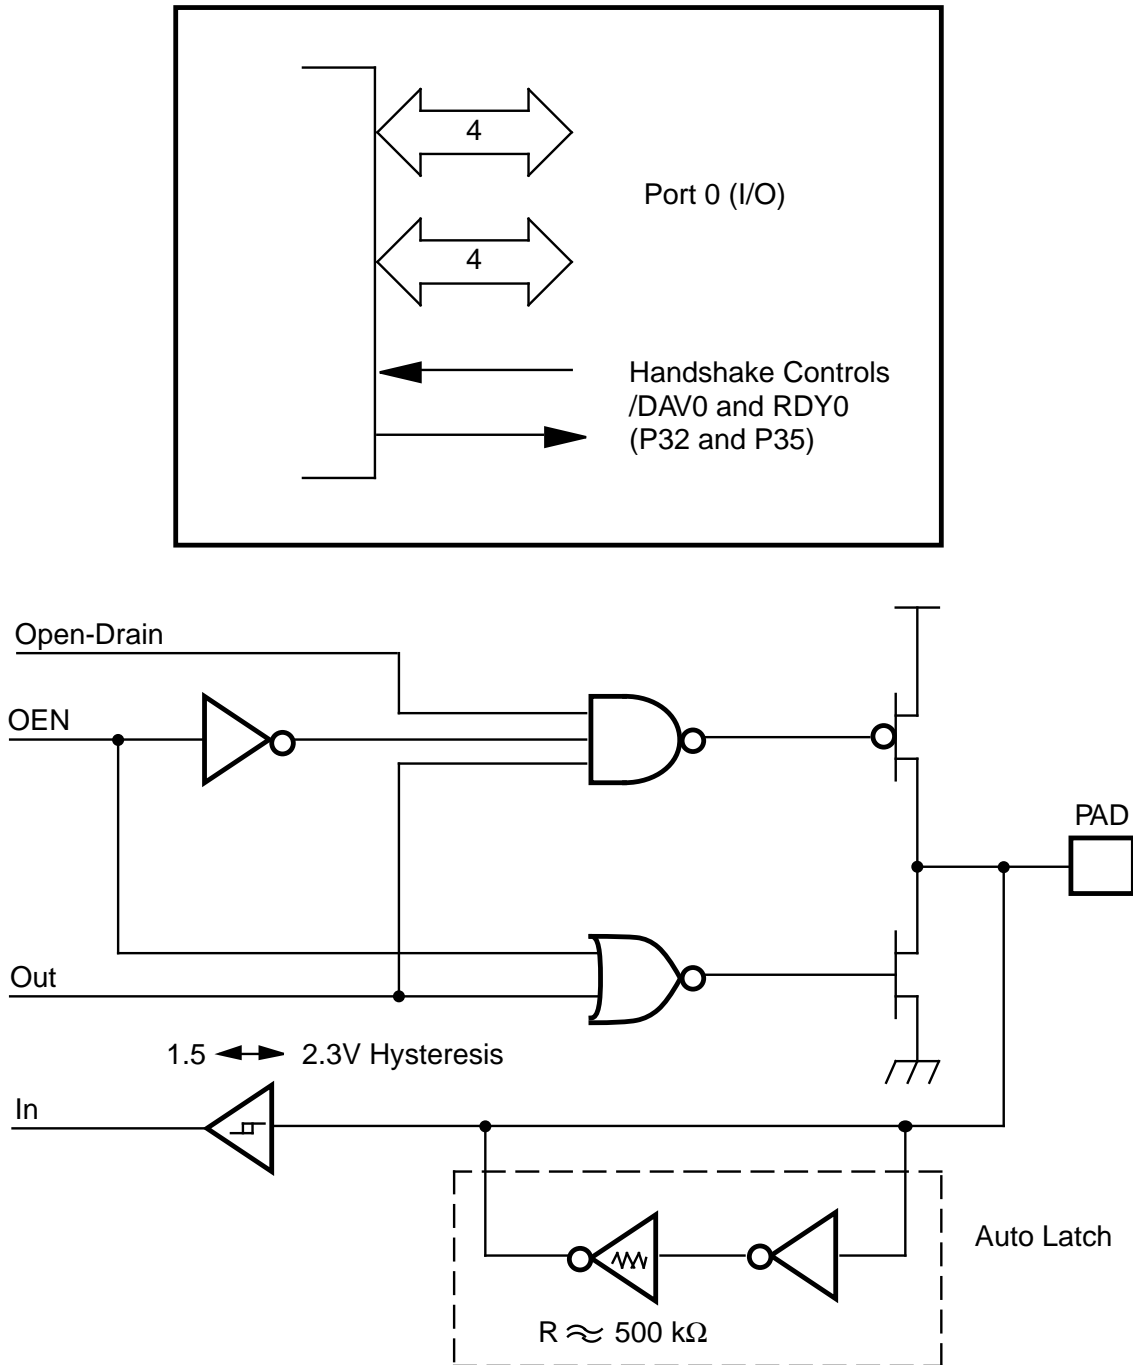 4
Port 0 (I/O)
4
Handshake Controls
/DAV0 and RDY0
(P32 and P35)
Open-Drain
OEN
PAD
Out
1.5 2.3V Hysteresis
In
Auto Latch
R ≈ 500 kΩ